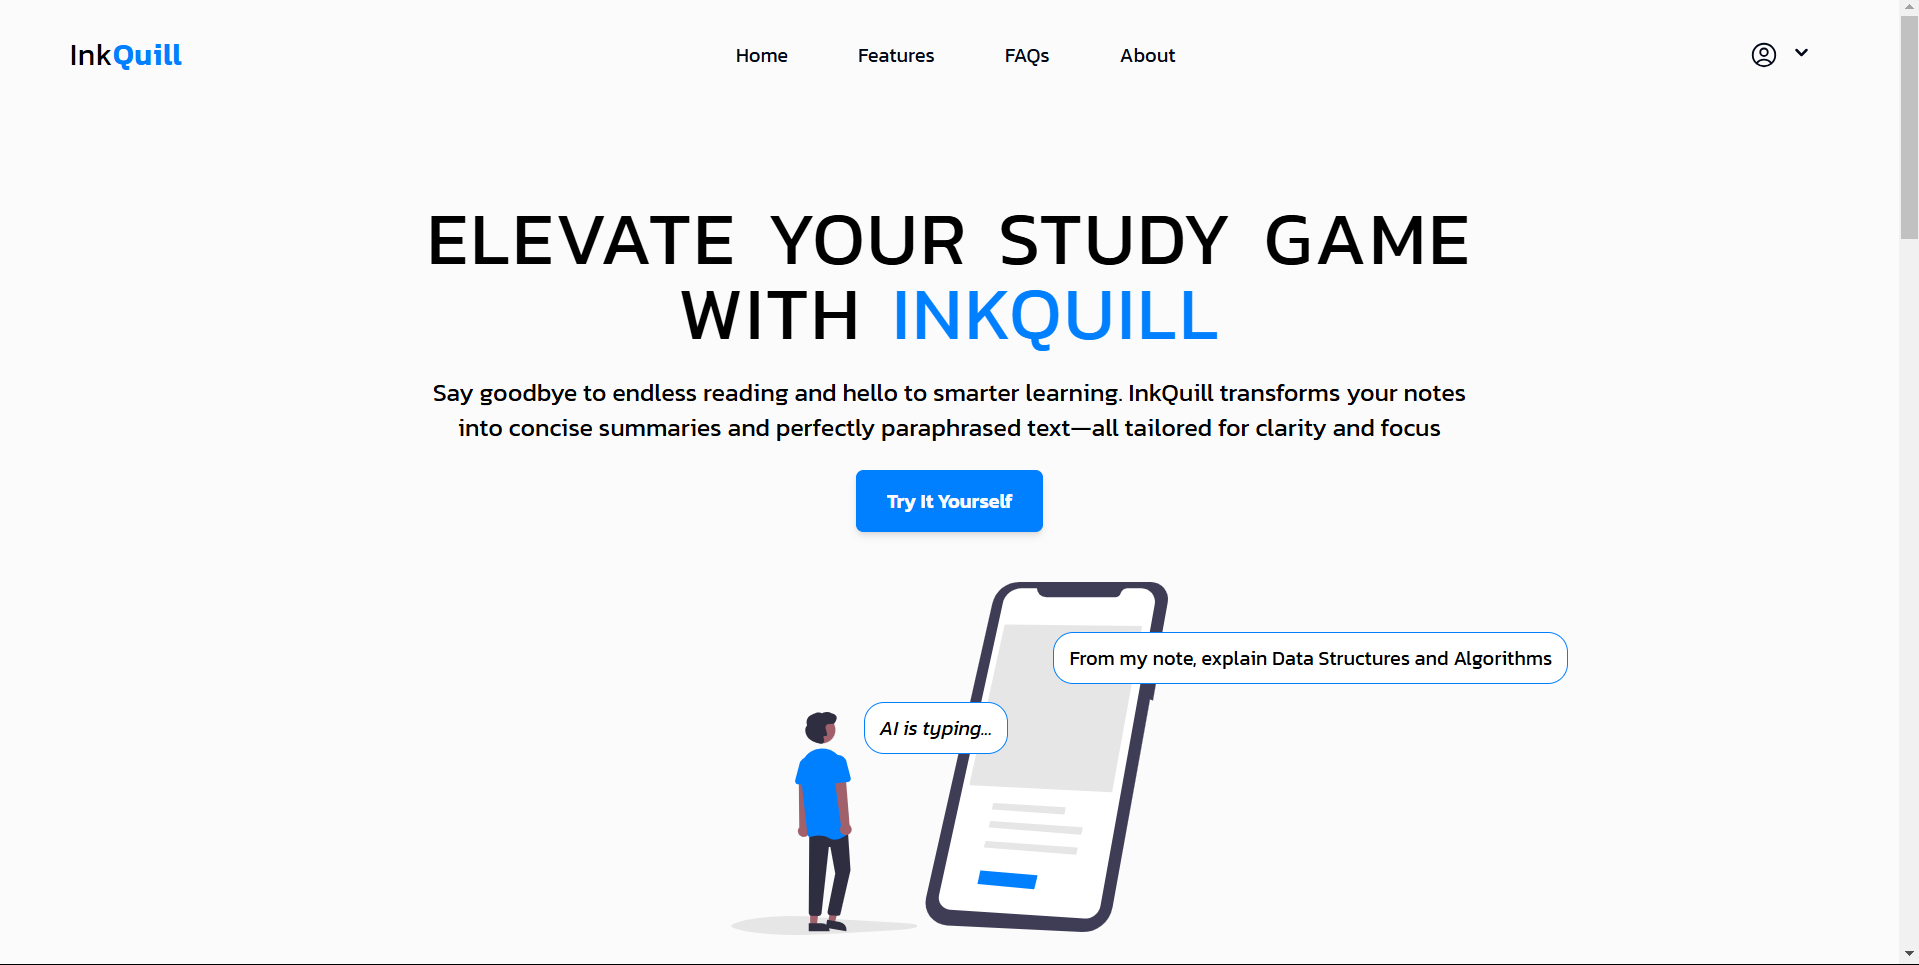 InkQuill
Home
Features
FAQs
About
ELEVATE YOUR STUDY GAME
WITH INKQUILL
Say goodbye to endless reading and hello to smarter learning. InkQuill transforms your notes
into concise summaries and perfectly paraphrased text—all tailored for clarity and focus
Try It Yourself
From my note, explain Data Structures and Algorithms
AI is typing...